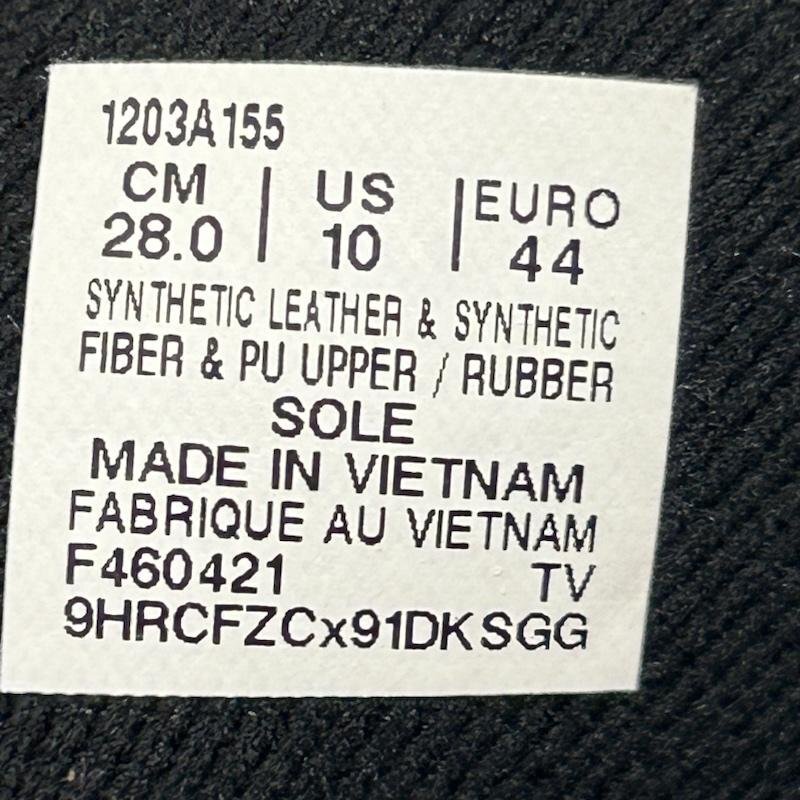 1203A155
CM | US | EURO
28.0 | 10 | 44
SYNTHETIC LEATHER & SYNTHETIC
FIBER & PU UPPER / RUBBER
SOLE
MADE IN VIETNAM
FABRIQUE AU VIETNAM
F460421 TV
9HRCFZCx91DKSGG